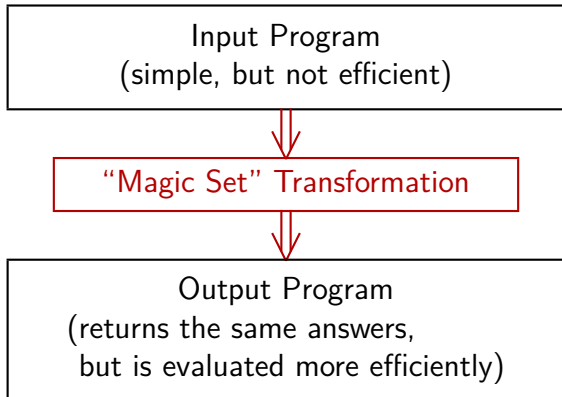 Input Program
(simple, but not efficient)
“Magic Set” Transformation
Output Program
(returns the same answers,
but is evaluated more efficiently)